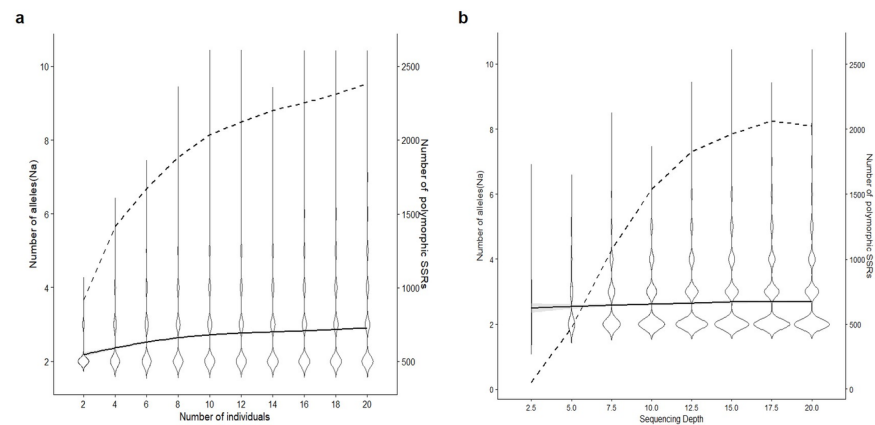 a
10
8
6
4
2
Number of alleles(Na)
2500
2000
1500
1000
500
Number of polymorphic SSRs
2 4 6 8 10 12 14 16 18 20
Number of individuals
b
10
8
6
4
2
0
Number of alleles(Na)
2500
2000
1500
1000
500
0
Number of polymorphic SSRs
2.5 5.0 7.5 10.0 12.5 15.0 17.5 20.0
Sequencing Depth